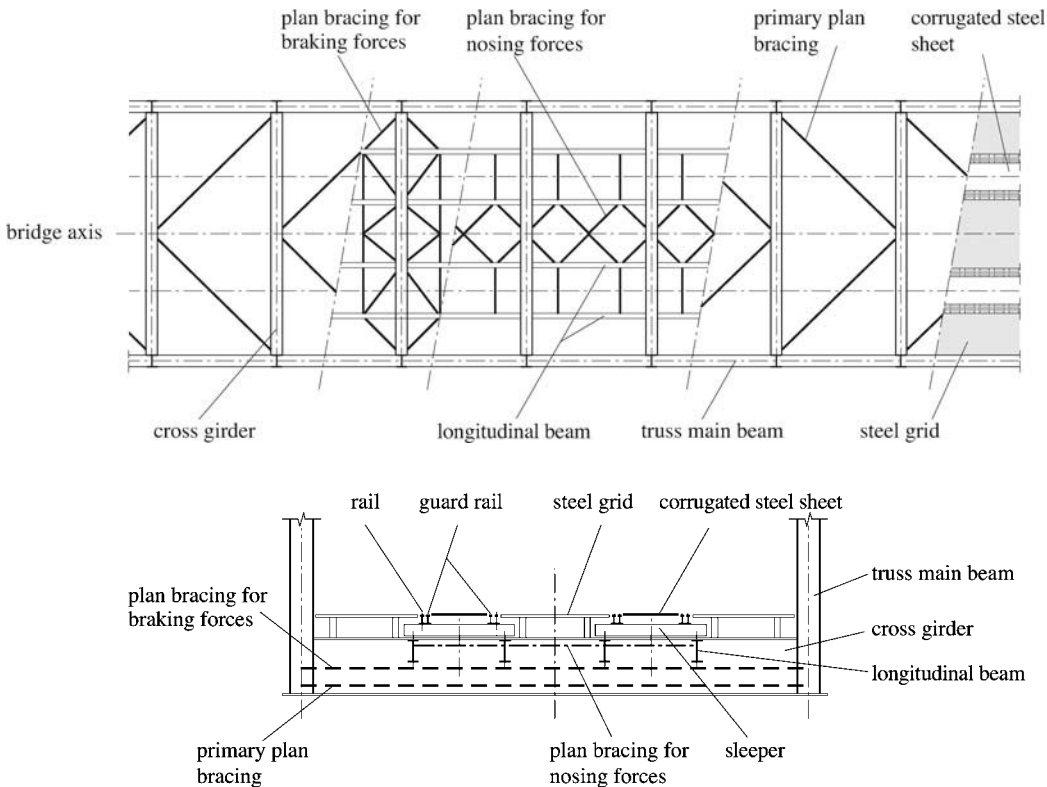 plan bracing for
braking forces
plan bracing for
nosing forces
primary plan
bracing
corrugated steel
sheet
bridge axis
cross girder
longitudinal beam
truss main beam
steel grid
rail
guard rail
steel grid
corrugated steel sheet
plan bracing for
braking forces
truss main beam
cross girder
longitudinal beam
primary plan
bracing
plan bracing for
nosing forces
sleeper